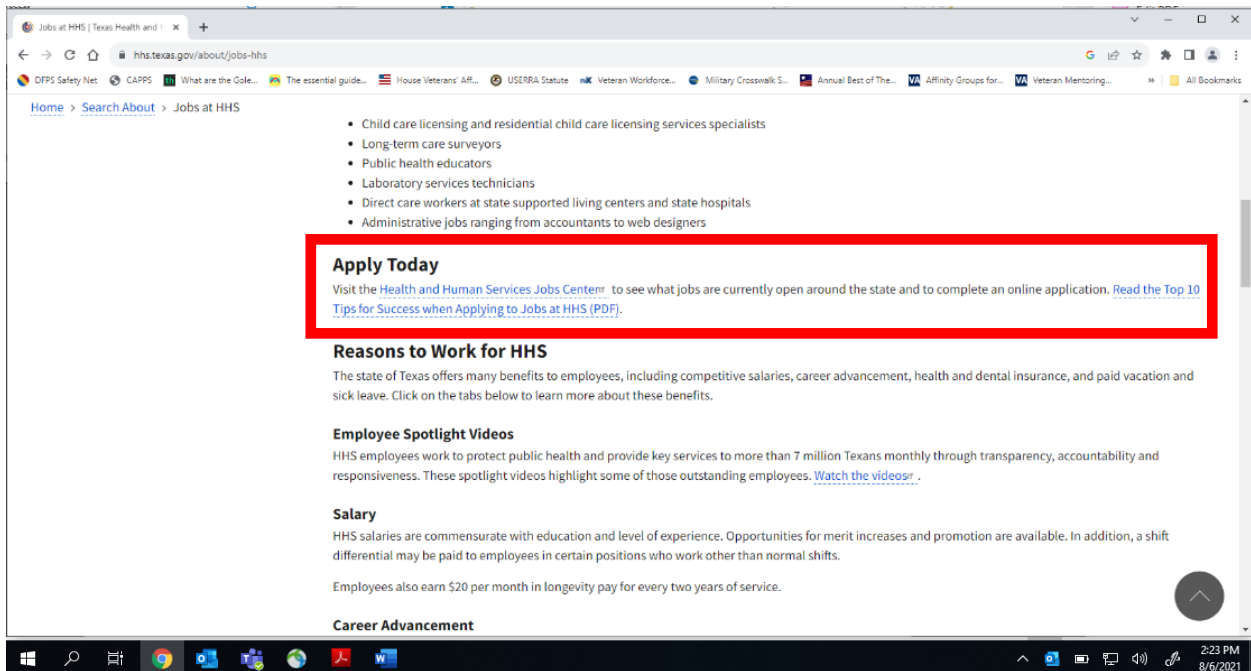 Jobs at HHS | Texas Health and H
hhs.texas.gov/about/jobs-hhs
DFPS Safety Net CAPPS What are the Gole... The essential guide... House Veterans' Aff... USERRA Statute Veteran Workforce... Military Crosswalk S... Annual Best of The... Affinity Groups for... Veteran Mentoring... » All Bookmarks
Home > Search About > Jobs at HHS
• Child care licensing and residential child care licensing services specialists
• Long-term care surveyors
• Public health educators
• Laboratory services technicians
• Direct care workers at state supported living centers and state hospitals
• Administrative jobs ranging from accountants to web designers
Apply Today
Visit the Health and Human Services Jobs Center to see what jobs are currently open around the state and to complete an online application. Read the Top 10
Tips for Success when Applying to Jobs at HHS (PDF).
Reasons to Work for HHS
The state of Texas offers many benefits to employees, including competitive salaries, career advancement, health and dental insurance, and paid vacation and
sick leave. Click on the tabs below to learn more about these benefits.
Employee Spotlight Videos
HHS employees work to protect public health and provide key services to more than 7 million Texans monthly through transparency, accountability and
responsiveness. These spotlight videos highlight some of those outstanding employees. Watch the videos .
Salary
HHS salaries are commensurate with education and level of experience. Opportunities for merit increases and promotion are available. In addition, a shift
differential may be paid to employees in certain positions who work other than normal shifts.
Employees also earn $20 per month in longevity pay for every two years of service.
Career Advancement
2:23 PM
8/6/2021